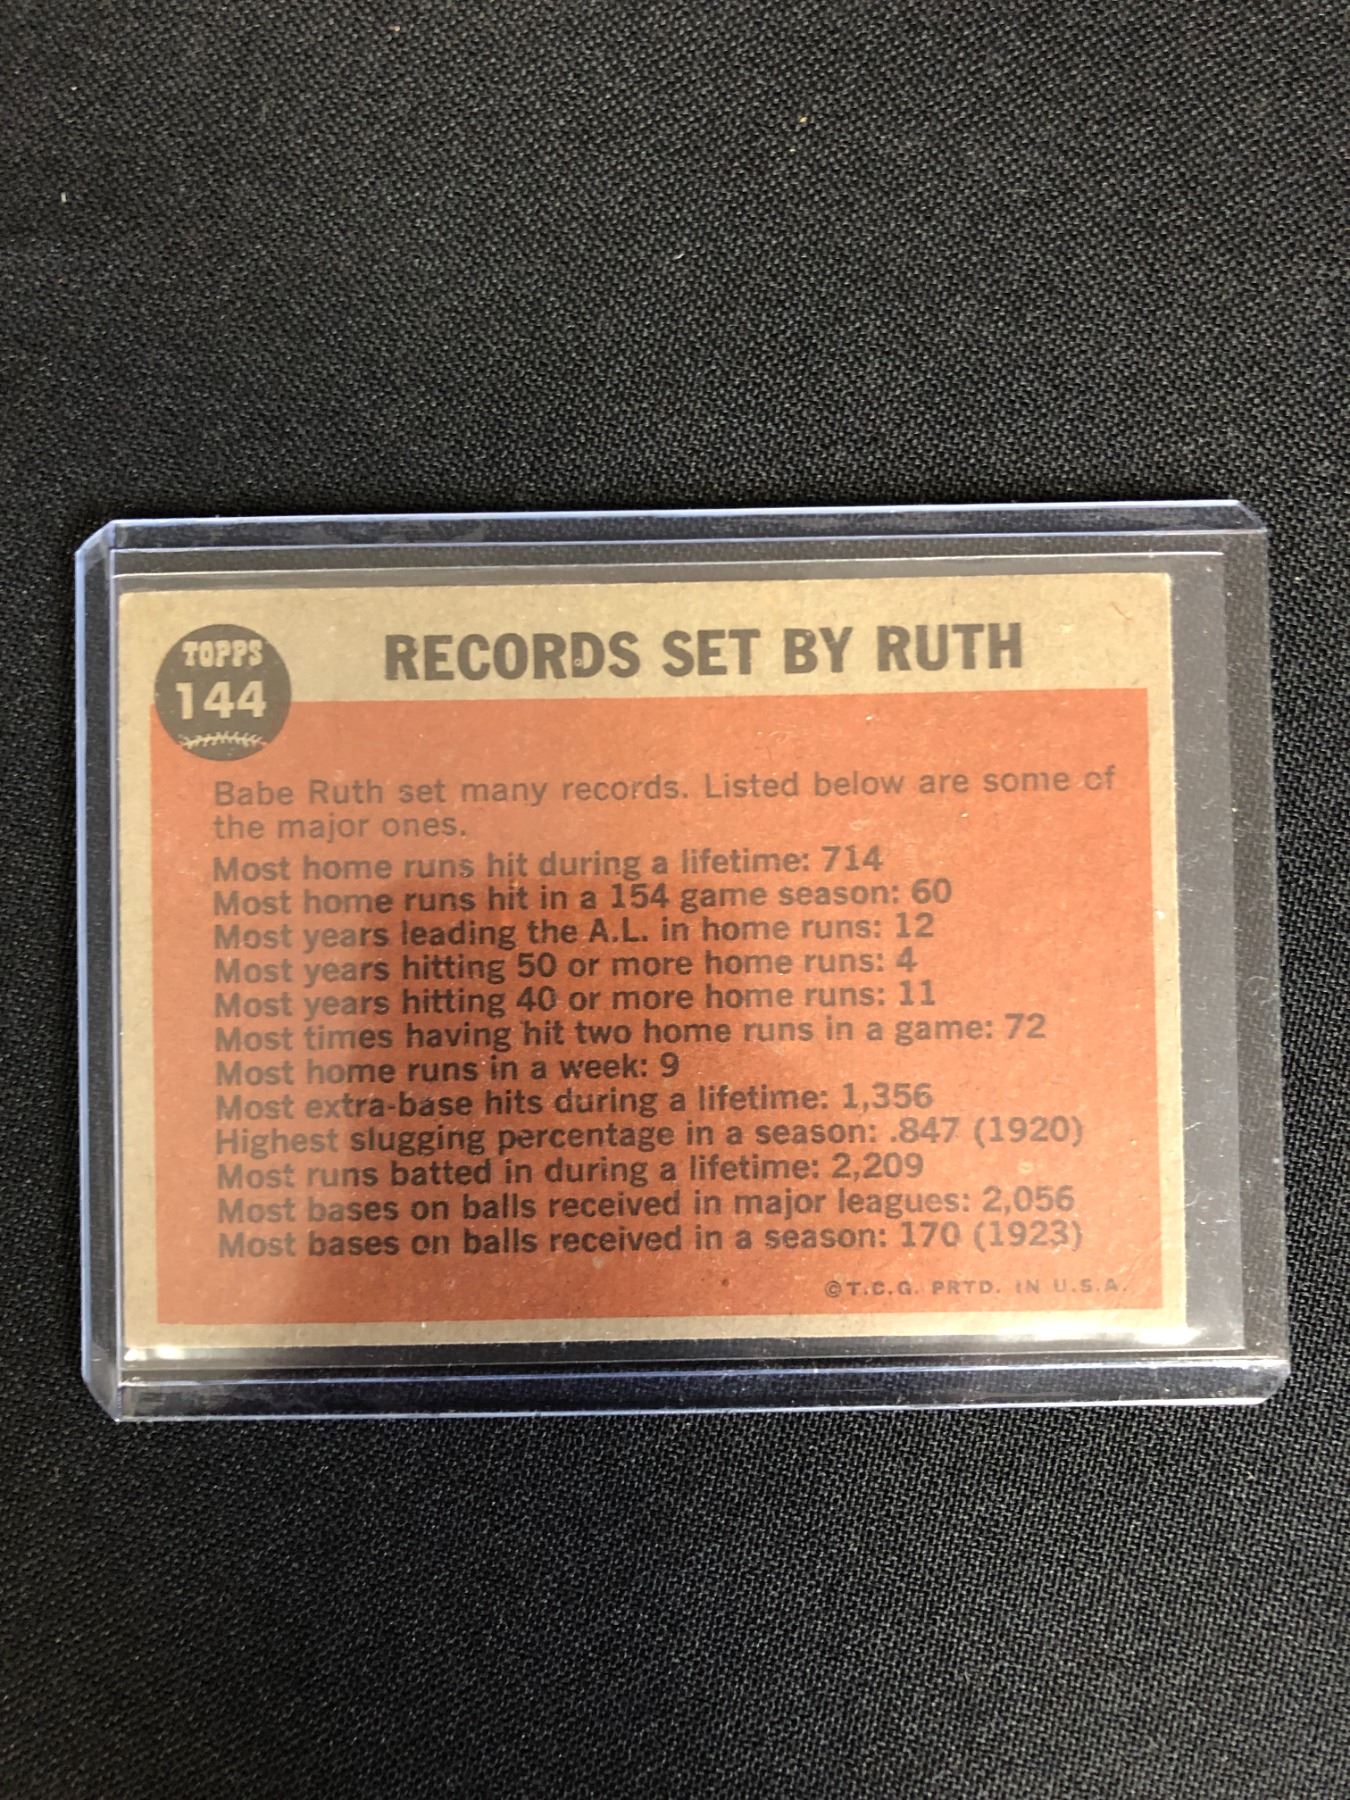 TOPPS
144
RECORDS SET BY RUTH
Babe Ruth set many records. Listed below are some of
the major ones.
Most home runs hit during a lifetime: 714
Most home runs hit in a 154 game season: 60
Most years leading the A.L. in home runs: 12
Most years hitting 50 or more home runs: 4
Most years hitting 40 or more home runs: 11
Most times having hit two home runs in a game: 72
Most home runs in a week: 9
Most extra-base hits during a lifetime: 1,356
Highest slugging percentage in a season: .847 (1920)
Most runs batted in during a lifetime: 2,209
Most bases on balls received in major leagues: 2,056
Most bases on balls received in a season: 170 (1923)
©T.C.G. PRTD. IN U.S.A.